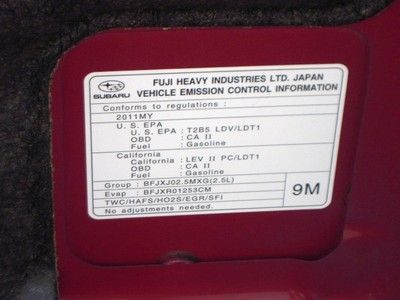 SUBARU
FUJI HEAVY INDUSTRIES LTD. JAPAN
VEHICLE EMISSION CONTROL INFORMATION
Conforms to regulations :
2011MY
U. S. EPA
U. S. EPA : T2B5 LDV/LDT1
OBD : CA II
Fuel : Gasoline
California
California : LEV II PC/LDT1
OBD : CA II
Fuel : Gasoline
Group : BFJXJ02.5MXG(2.5L)
Evap : BFJXR01253CM
TWC/HAFS/HO2S/EGR/SFI
No adjustments needed.
9M